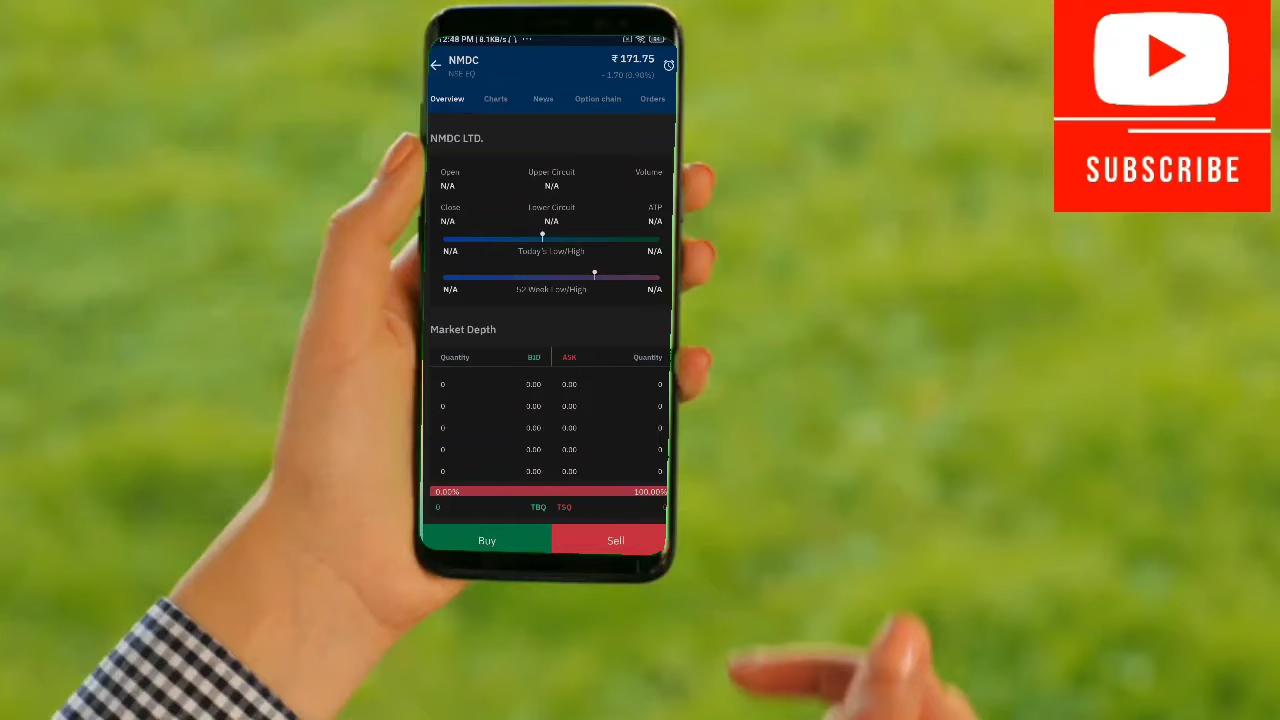 12:48 PM | 8.1KB/s ...
NMDC ₹ 171.75
NSE EQ - 1.70 (0.98%)
Overview Charts News Option chain Orders
NMDC LTD.
Open Upper Circuit Volume
N/A N/A
Close Lower Circuit ATP
N/A N/A N/A
N/A Today's Low/High N/A
N/A 52 Week Low/High N/A
Market Depth
Quantity BID ASK Quantity
0 0.00 0.00 0
0 0.00 0.00 0
0 0.00 0.00 0
0 0.00 0.00 0
0 0.00 0.00 0
0.00% 100.00%
0 TBQ TSQ
Buy Sell
SUBSCRIBE